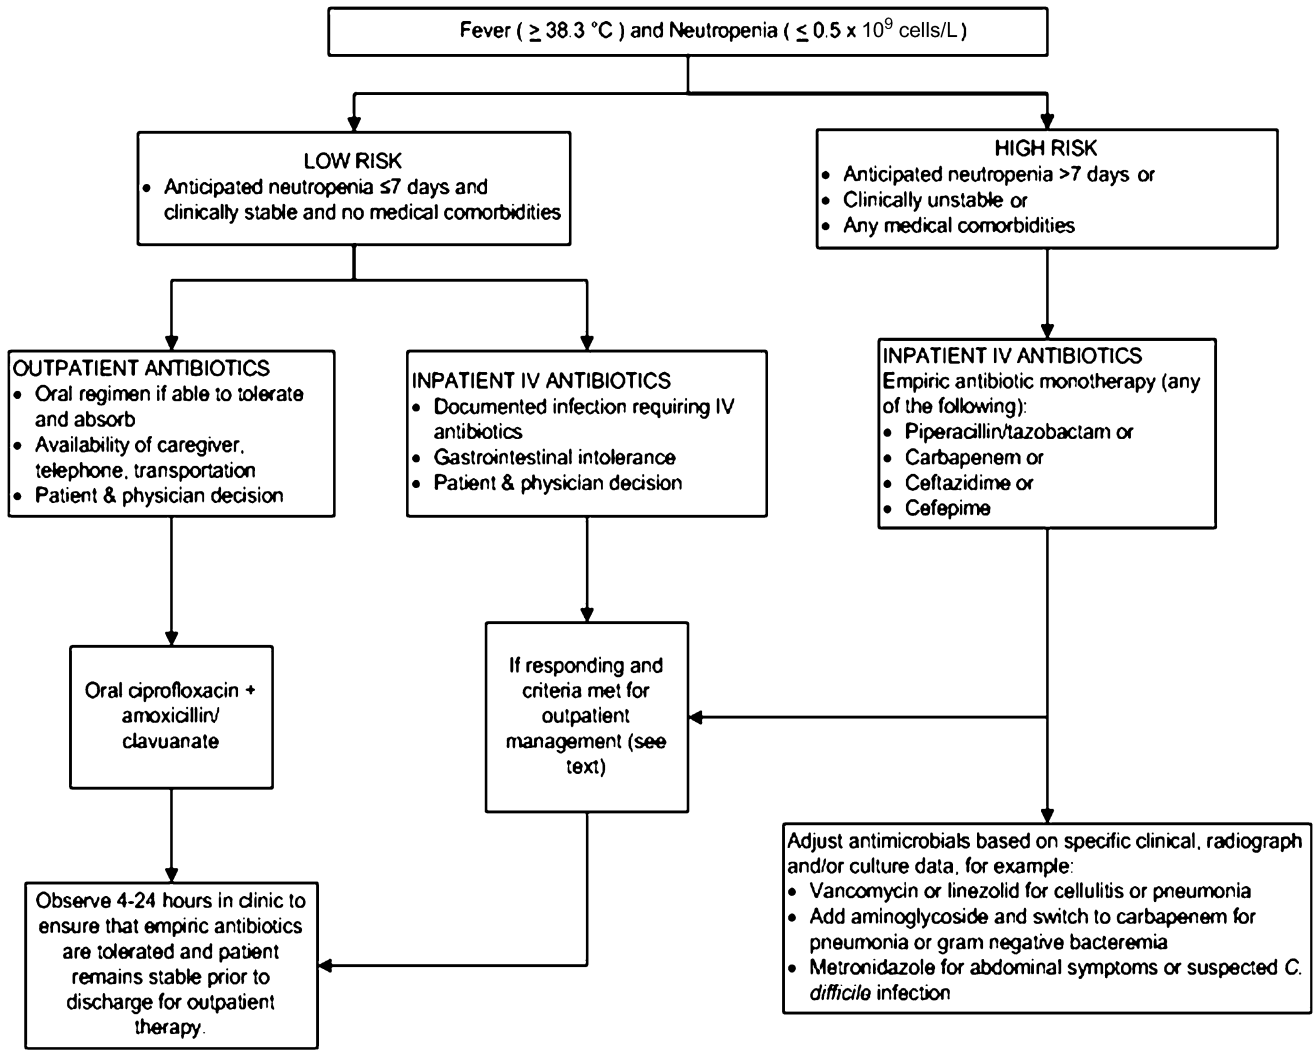 Fever ( ≥ 38.3 °C ) and Neutropenia ( ≤ 0.5 x 10⁹ cells/L )
LOW RISK
• Anticipated neutropenia ≤7 days and
clinically stable and no medical comorbidities
HIGH RISK
• Anticipated neutropenia >7 days or
• Clinically unstable or
• Any medical comorbidities
OUTPATIENT ANTIBIOTICS
• Oral regimen if able to tolerate
and absorb
• Availability of caregiver,
telephone, transportation
• Patient & physician decision
INPATIENT IV ANTIBIOTICS
• Documented infection requiring IV
antibiotics
• Gastrointestinal intolerance
• Patient & physician decision
INPATIENT IV ANTIBIOTICS
Empiric antibiotic monotherapy (any
of the following):
• Piperacillin/tazobactam or
• Carbapenem or
• Ceftazidime or
• Cefepime
Oral ciprofloxacin +
amoxicillin/
clavuanate
If responding and
criteria met for
outpatient
management (see
text)
Observe 4-24 hours in clinic to
ensure that empiric antibiotics
are tolerated and patient
remains stable prior to
discharge for outpatient
therapy.
Adjust antimicrobials based on specific clinical, radiograph
and/or culture data, for example:
• Vancomycin or linezolid for cellulitis or pneumonia
• Add aminoglycoside and switch to carbapenem for
pneumonia or gram negative bacteremia
• Metronidazole for abdominal symptoms or suspected C.
difficile infection